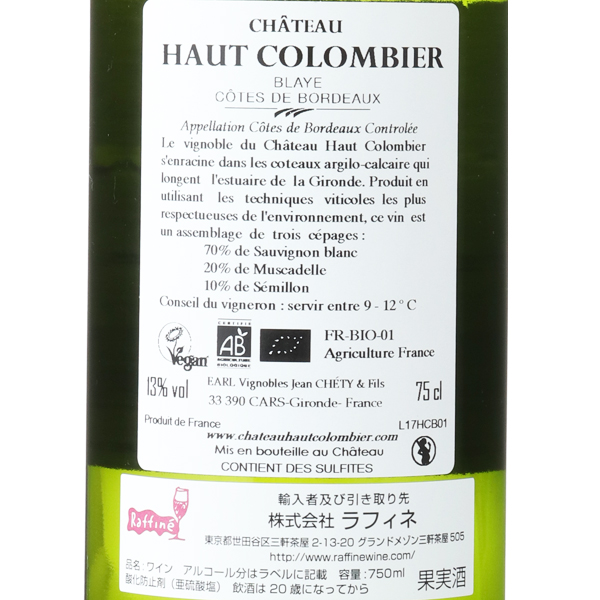 CHÂTEAU
HAUT COLOMBIER
BLAYE
CÔTES DE BORDEAUX
Appellation Côtes de Bordeaux Controlée
Le vignoble du Château Haut Colombier
s'enracine dans les coteaux argilo-calcaire qui
longent l'estuaire de la Gironde. Produit en
utilisant les techniques viticoles les plus
respectueuses de l'environnement, ce vin est
un assemblage de trois cépages :
70% de Sauvignon blanc
20% de Muscadelle
10% de Sémillon
Conseil du vigneron : servir entre 9 - 12° C
Vegan
CERTIFIÉ
AB
AGRICULTURE
BIOLOGIQUE
FR-BIO-01
Agriculture France
13% vol
EARL Vignobles Jean CHÉTY & Fils
33 390 CARS-Gironde- France
75 cl
Produit de France
L17HCB01
www.chateauhautcolombier.com
Mis en bouteille au Château
CONTIENT DES SULFITES
Raffiné
輸入者及び引き取り先
株式会社 ラフィネ
東京都世田谷区三軒茶屋 2-13-20 グランドメゾン三軒茶屋 505
http://www.raffinewine.com/
品名:ワイン アルコール分はラベルに記載 容量:750ml
酸化防止剤(亜硫酸塩) 飲酒は20歳になってから
果実酒